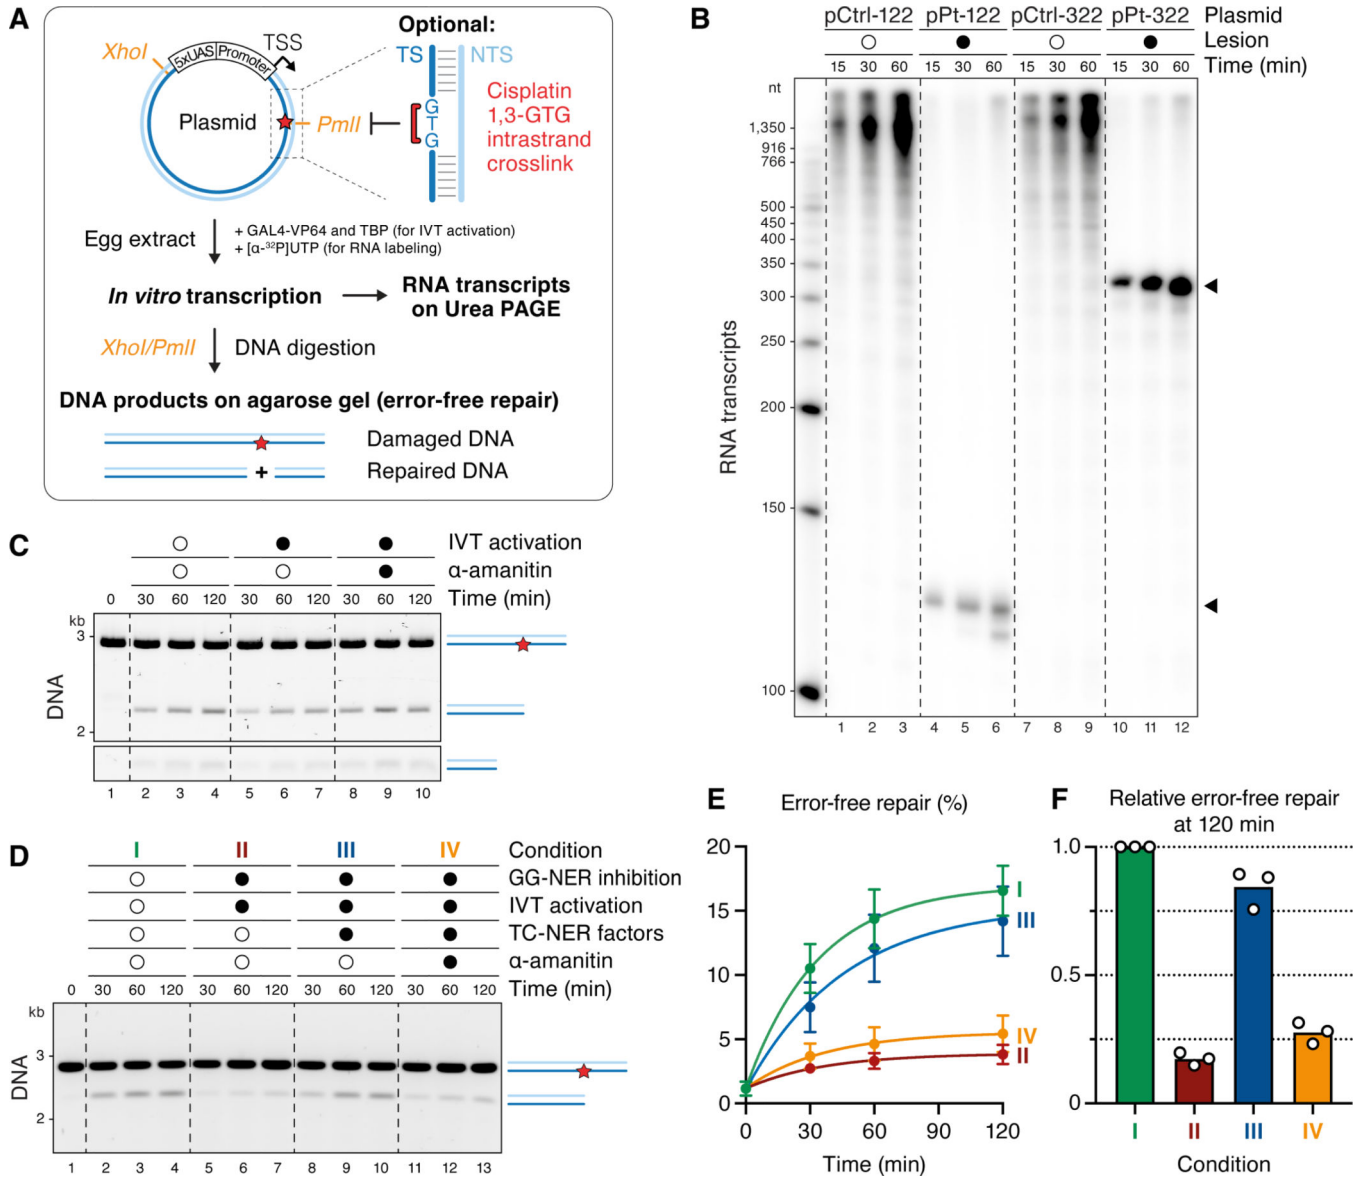 A
Optional:
XhoI
5xUAS
Promoter
TSS
TS
NTS
Plasmid
PmlI
G
T
G
Cisplatin
1,3-GTG
intrastrand
crosslink
Egg extract
+ GAL4-VP64 and TBP (for IVT activation)
+ [α-³²P]UTP (for RNA labeling)
In vitro transcription
RNA transcripts
on Urea PAGE
XhoI/PmlI
DNA digestion
DNA products on agarose gel (error-free repair)
Damaged DNA
+
Repaired DNA
B
pCtrl-122 pPt-122 pCtrl-322 pPt-322 Plasmid
Lesion
15 30 60 15 30 60 15 30 60 15 30 60 Time (min)
nt
1,350
916
766
500
450
400
350
300
250
200
150
100
RNA transcripts
1 2 3 4 5 6 7 8 9 10 11 12
C
IVT activation
α-amanitin
0 30 60 120 30 60 120 30 60 120 Time (min)
kb
3
2
DNA
1 2 3 4 5 6 7 8 9 10
D
I II III IV Condition
GG-NER inhibition
IVT activation
TC-NER factors
α-amanitin
0 30 60 120 30 60 120 30 60 120 30 60 120 Time (min)
kb
3
2
DNA
1 2 3 4 5 6 7 8 9 10 11 12 13
E
Error-free repair (%)
20
15
10
5
0
I
III
IV
II
0 30 60 90 120
Time (min)
F
Relative error-free repair
at 120 min
1.0
0.5
0
I II III IV
Condition